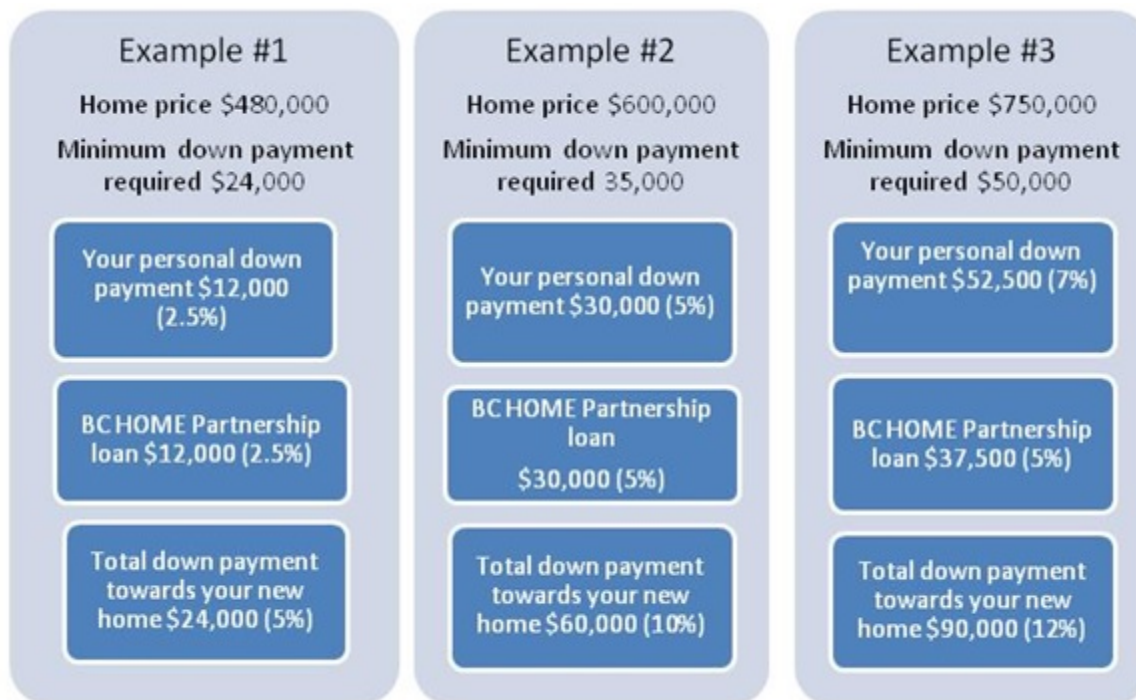 Example #1
Home price $480,000
Minimum down payment
required $24,000
Your personal down
payment $12,000
(2.5%)
BC HOME Partnership
loan $12,000 (2.5%)
Total down payment
towards your new
home $24,000 (5%)
Example #2
Home price $600,000
Minimum down payment
required 35,000
Your personal down
payment $30,000 (5%)
BC HOME Partnership
loan
$30,000 (5%)
Total down payment
towards your new
home $60,000 (10%)
Example #3
Home price $750,000
Minimum down payment
required $50,000
Your personal down
payment $52,500 (7%)
BC HOME Partnership
loan $37,500 (5%)
Total down payment
towards your new
home $90,000 (12%)